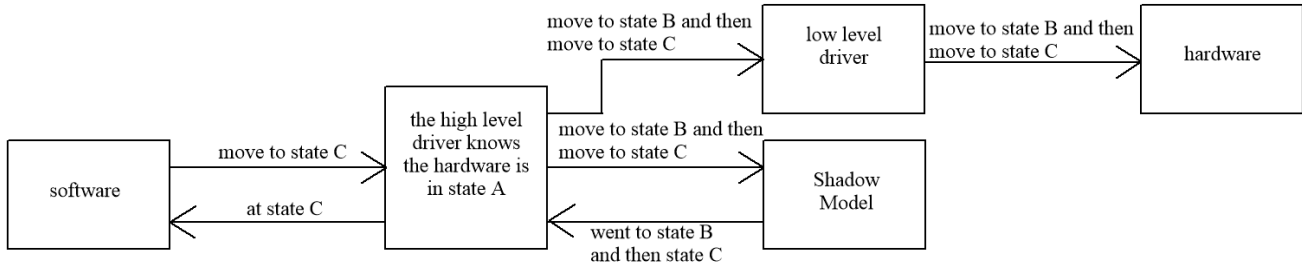 software
move to state C
at state C
the high level
driver knows
the hardware is
in state A
move to state B and then
move to state C
low level
driver
move to state B and then
move to state C
hardware
move to state B and then
move to state C
went to state B
and then state C
Shadow
Model